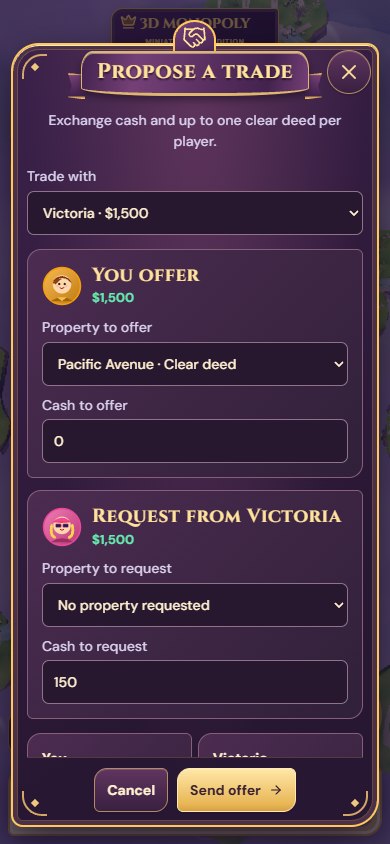 3D MONOPOLY
PROPOSE A TRADE
Exchange cash and up to one clear deed per
player.
Trade with
Victoria · $1,500
YOU OFFER
$1,500
Property to offer
Pacific Avenue · Clear deed
Cash to offer
0
REQUEST FROM VICTORIA
$1,500
Property to request
No property requested
Cash to request
150
You
Victoria
Cancel
Send offer →